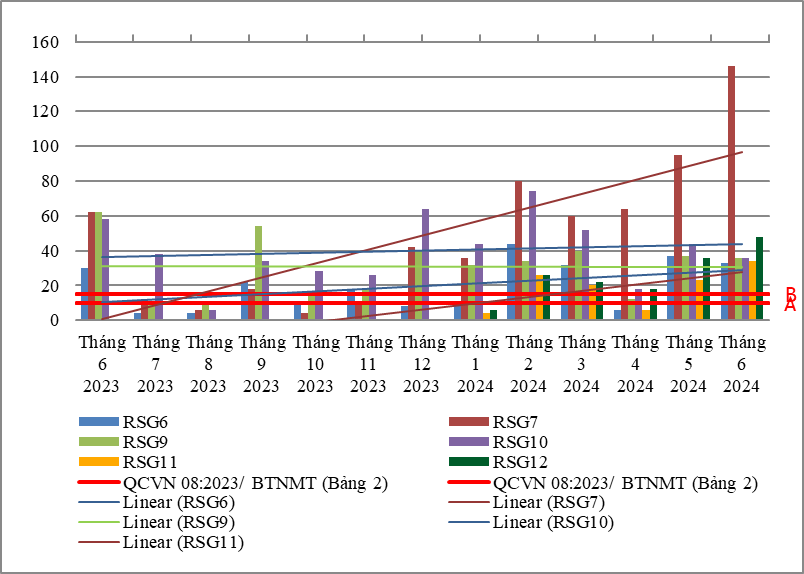 160
140
120
100
80
60
40
20
0
B
A
Tháng 6 2023
Tháng 7 2023
Tháng 8 2023
Tháng 9 2023
Tháng 10 2023
Tháng 11 2023
Tháng 12 2023
Tháng 1 2024
Tháng 2 2024
Tháng 3 2024
Tháng 4 2024
Tháng 5 2024
Tháng 6 2024
RSG6
RSG7
RSG9
RSG10
RSG11
RSG12
QCVN 08:2023/ BTNMT (Bảng 2)
QCVN 08:2023/ BTNMT (Bảng 2)
Linear (RSG6)
Linear (RSG7)
Linear (RSG9)
Linear (RSG10)
Linear (RSG11)